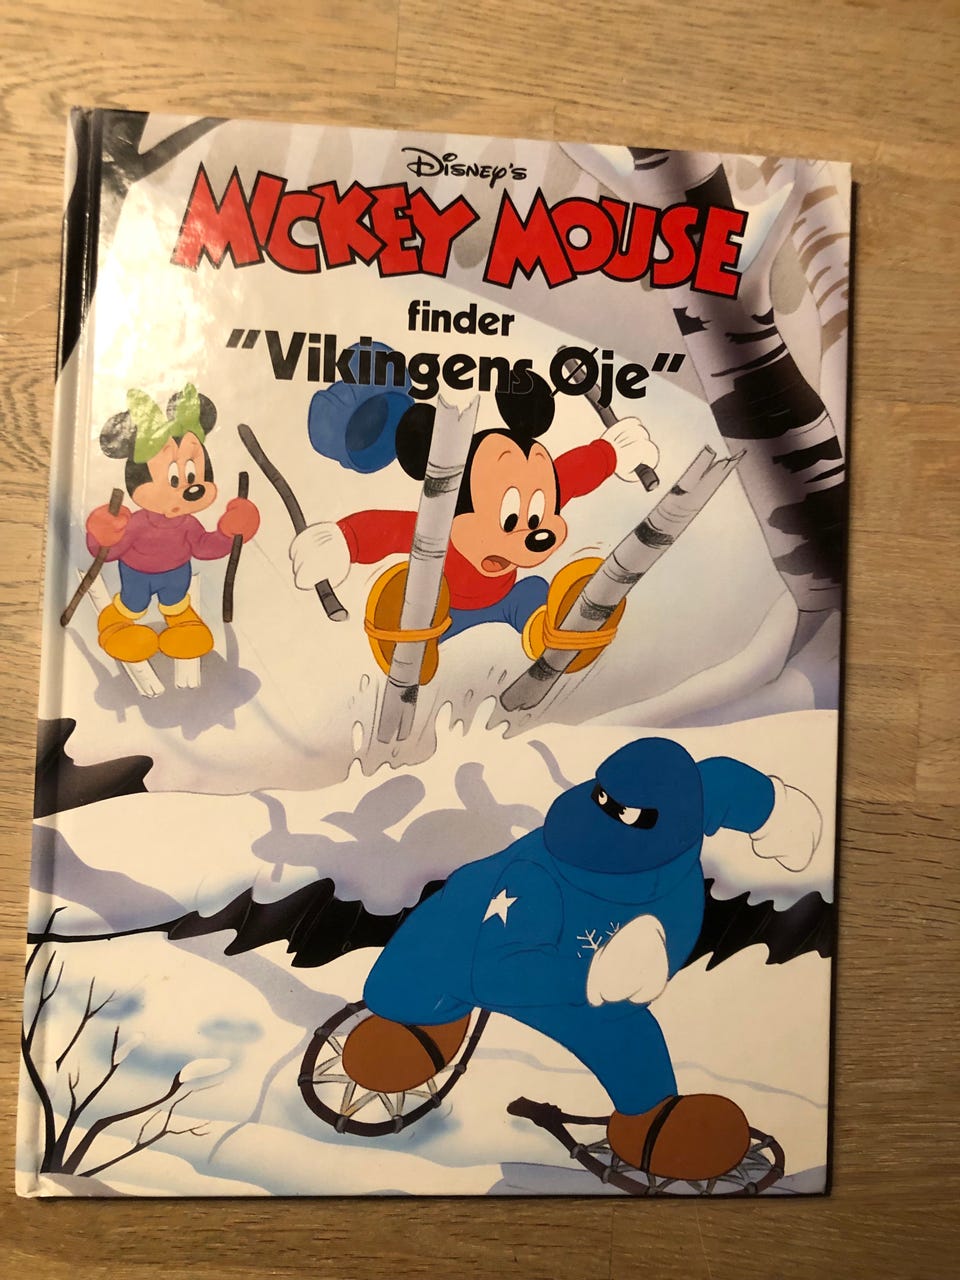 Disney's
MICKEY MOUSE
finder
"Vikingens Øje"